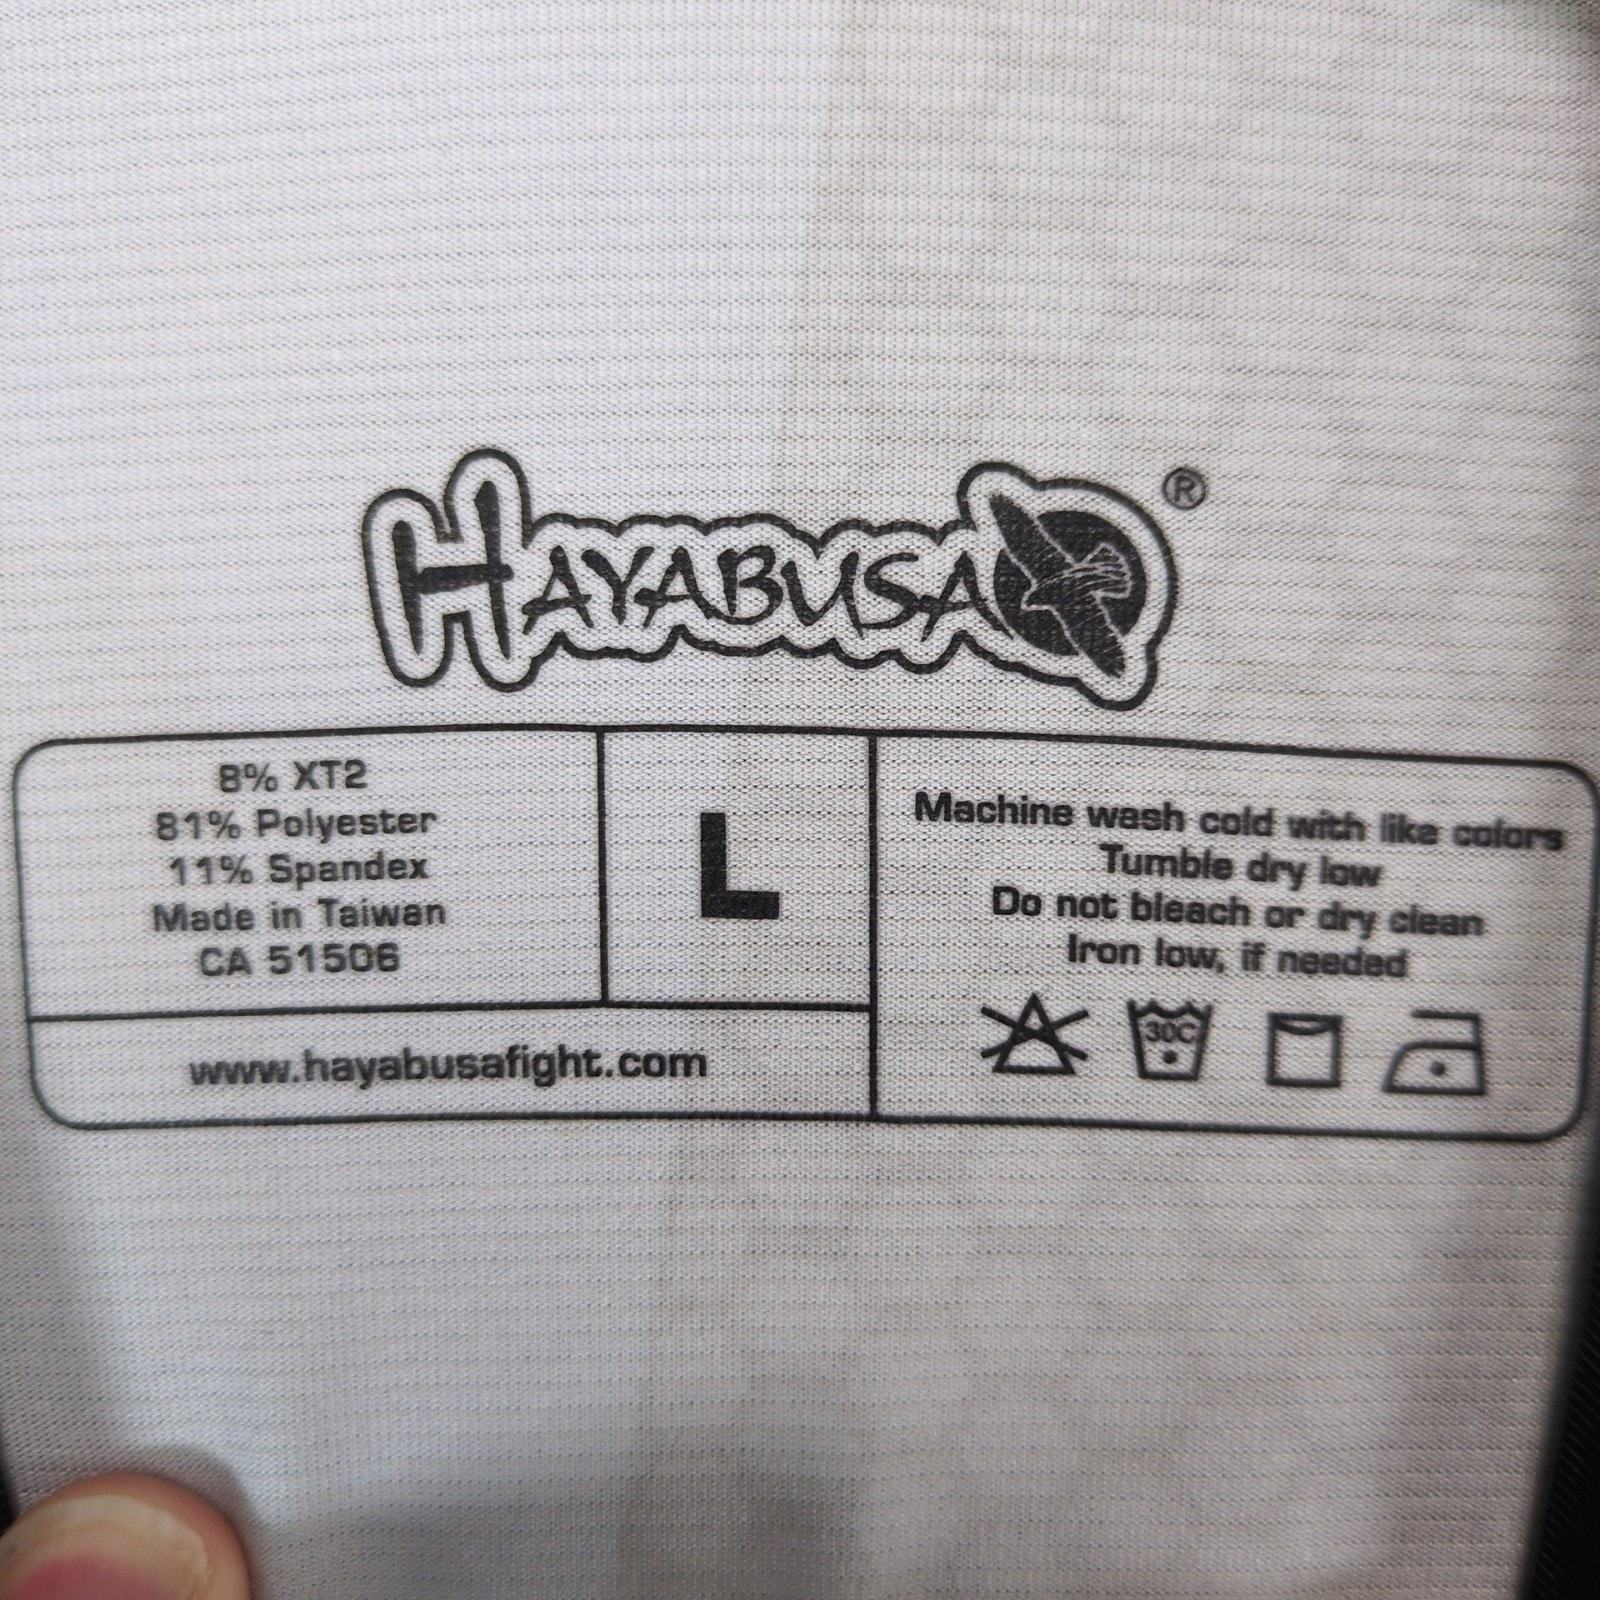 HAYABUSA ®
8% XT2
81% Polyester
11% Spandex
Made in Taiwan
CA 51506
L
Machine wash cold with like colors
Tumble dry low
Do not bleach or dry clean
Iron low, if needed
30C
www.hayabusafight.com